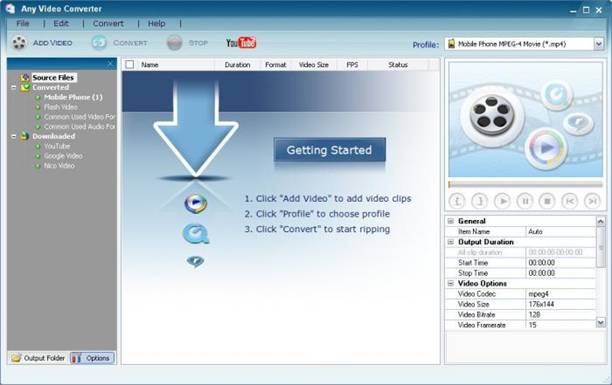 Any Video Converter
File Edit Convert Help
ADD VIDEO CONVERT STOP YouTube Profile: Mobile Phone MPEG-4 Movie (*.mp4)
Source Files
Converted
Mobile Phone (1)
Flash Video
Common Used Video For
Common Used Audio For
Downloaded
YouTube
Google Video
Nico Video
Output Folder Options
Name Duration Format Video Size FPS Status
Getting Started
1. Click "Add Video" to add video clips
2. Click "Profile" to choose profile
3. Click "Convert" to start ripping
General
Item Name Auto
Output Duration
All clip duration 00:00:00-00:00:00
Start Time 00:00:00
Stop Time 00:00:00
Video Options
Video Codec mpeg4
Video Size 176x144
Video Bitrate 128
Video Framerate 15